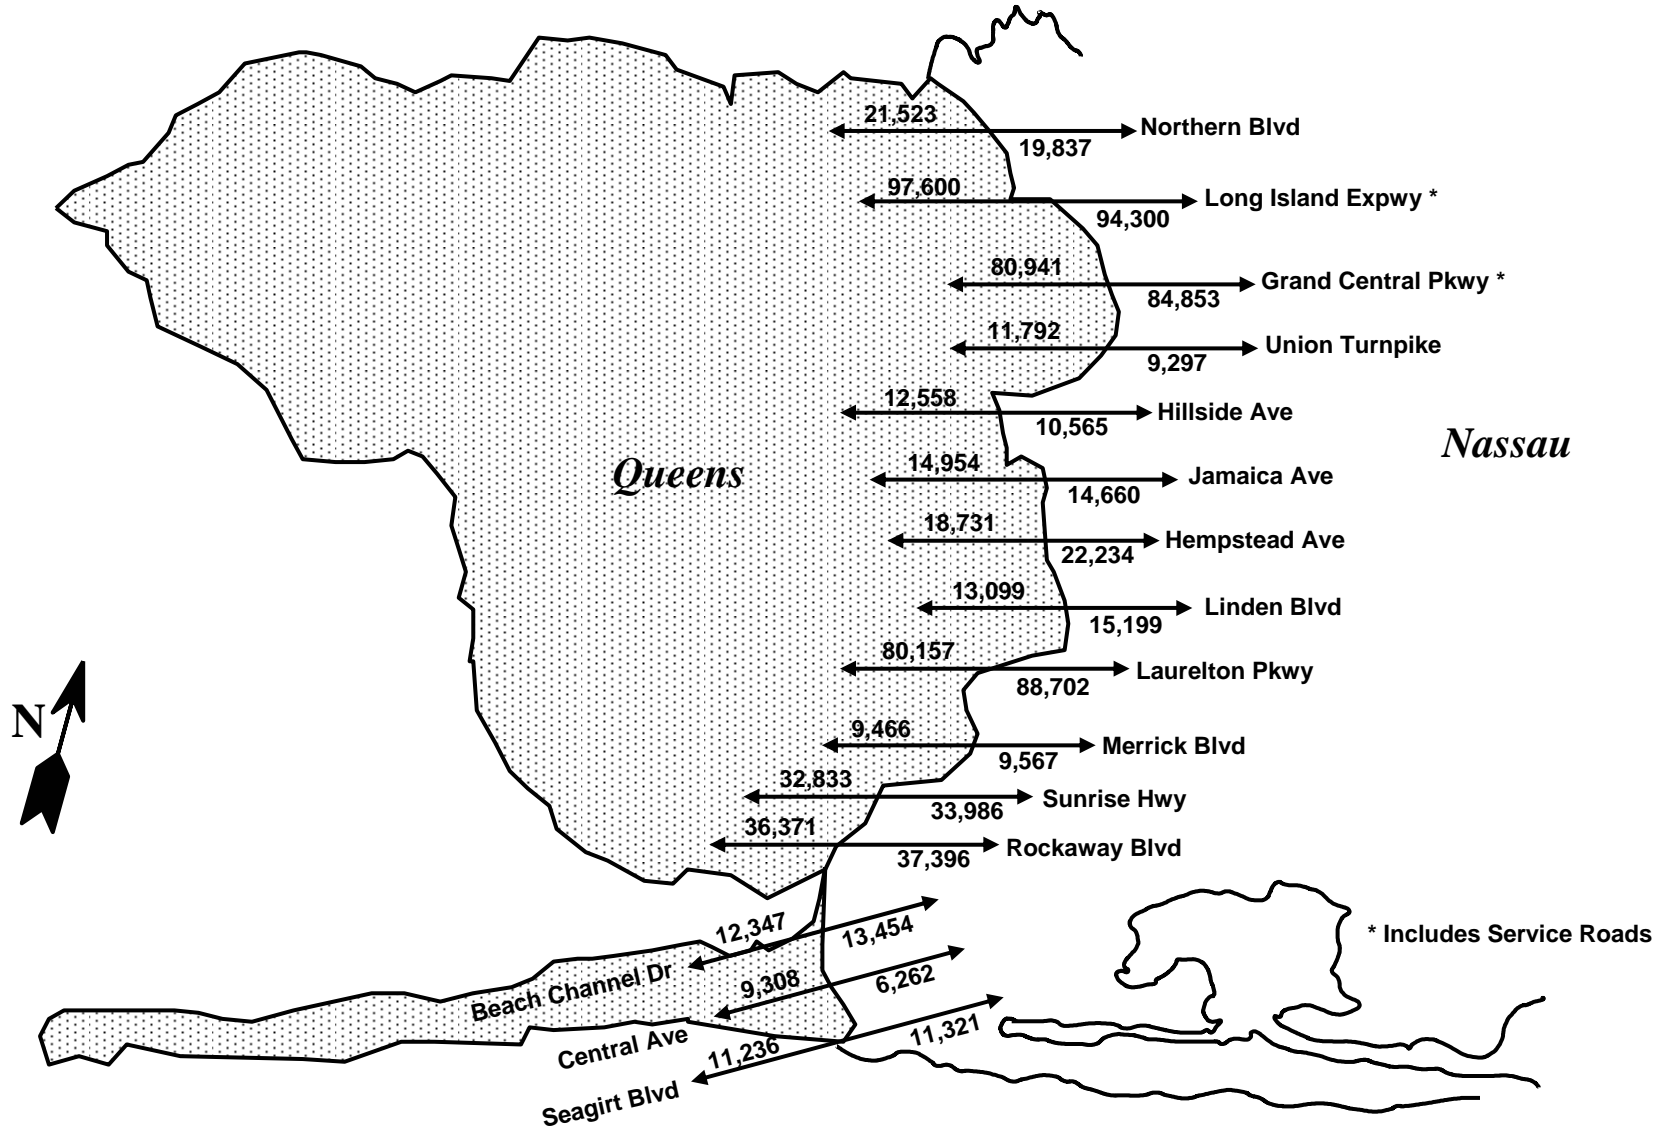 21,523
Northern Blvd
19,837
97,600
Long Island Expwy *
94,300
80,941
Grand Central Pkwy *
84,853
11,792
Union Turnpike
9,297
12,558
Hillside Ave
10,565
Nassau
Queens
14,954
Jamaica Ave
14,660
18,731
Hempstead Ave
22,234
13,099
Linden Blvd
15,199
80,157
Laurelton Pkwy
88,702
N
9,466
Merrick Blvd
9,567
32,833
Sunrise Hwy
33,986
36,371
Rockaway Blvd
37,396
12,347
13,454
* Includes Service Roads
Beach Channel Dr
9,308
6,262
Central Ave
11,236
11,321
Seagirt Blvd